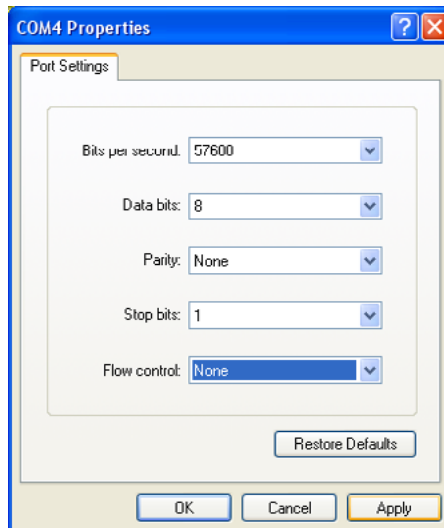 COM4 Properties
Port Settings
Bits per second: 57600
Data bits: 8
Parity: None
Stop bits: 1
Flow control: None
Restore Defaults
OK Cancel Apply